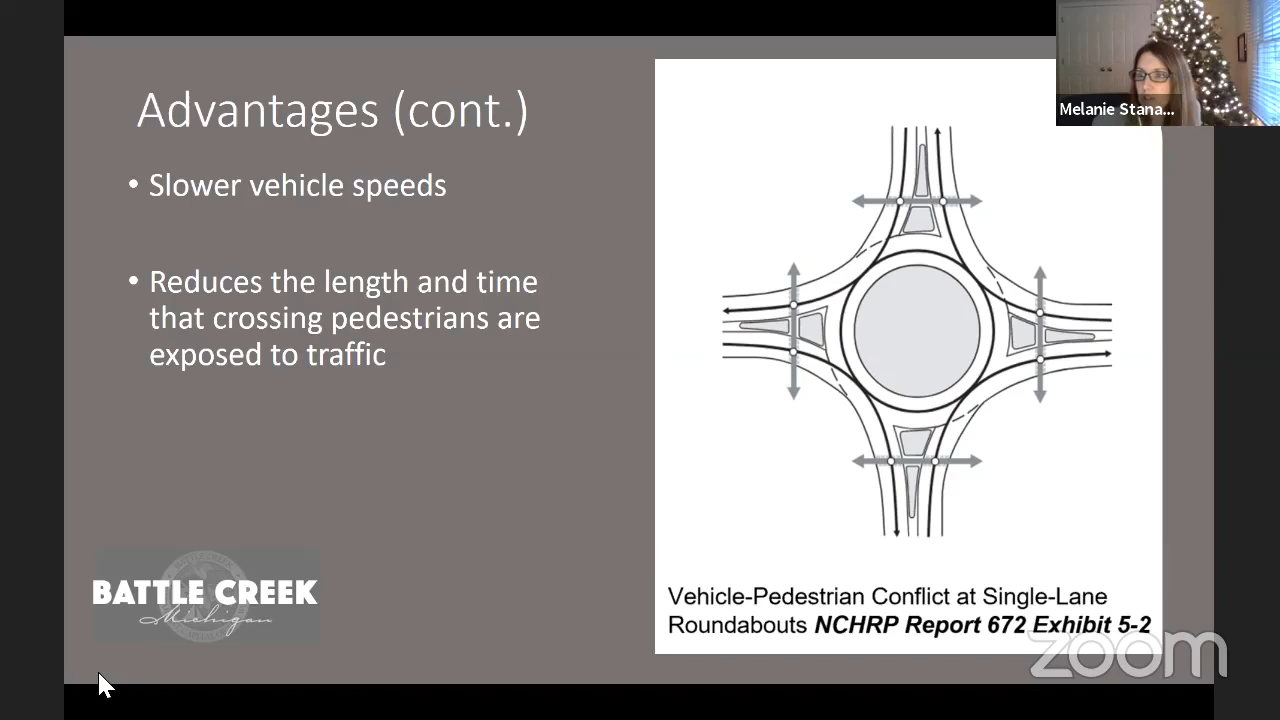 Advantages (cont.)
• Slower vehicle speeds
• Reduces the length and time
that crossing pedestrians are
exposed to traffic
BATTLE CREEK
Michigan
Melanie Stana...
Vehicle-Pedestrian Conflict at Single-Lane
Roundabouts NCHRP Report 672 Exhibit 5-2
zoom